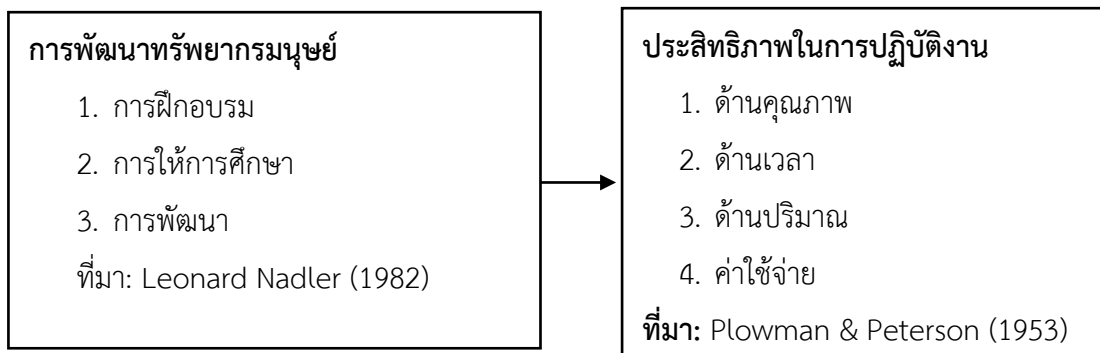 การพัฒนาทรัพยากรมนุษย์
1. การฝึกอบรม
2. การให้การศึกษา
3. การพัฒนา
ที่มา: Leonard Nadler (1982)
ประสิทธิภาพในการปฏิบัติงาน
1. ด้านคุณภาพ
2. ด้านเวลา
3. ด้านปริมาณ
4. ค่าใช้จ่าย
ที่มา: Plowman & Peterson (1953)